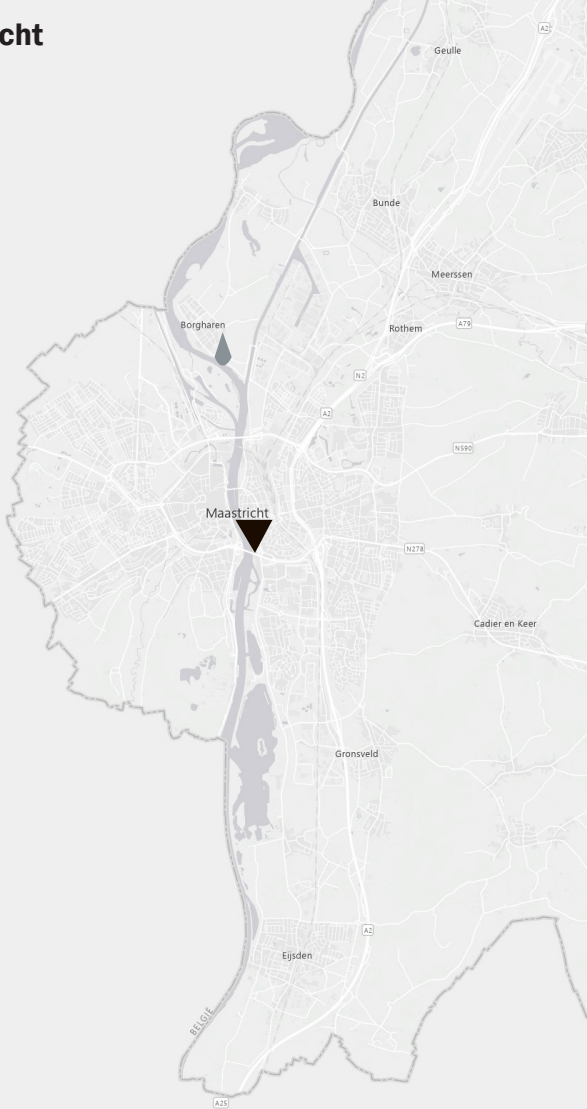 cht
A2
Geulle
Bunde
Meerssen
Borgharen
Rothem
A79
N2
A2
N590
Maastricht
N278
Cadier en Keer
Gronsveld
A2
Eijsden
BELGIË
A25